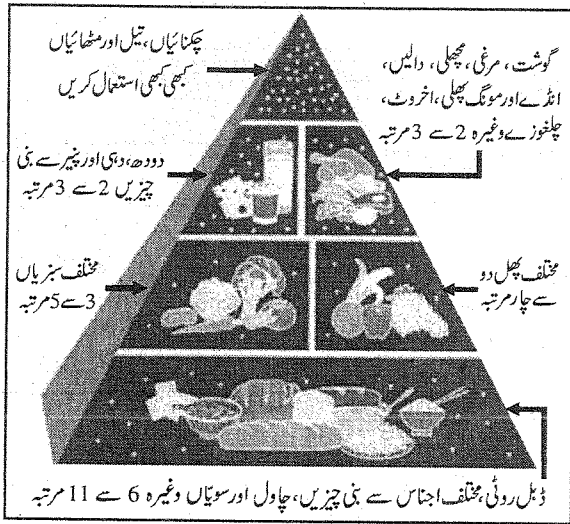 چکنائیاں، تیل اور مٹھائیاں
کبھی کبھی استعمال کریں
گوشت، مرغی، مچھلی، دالیں،
انڈے اور مونگ پھلی، اخروٹ،
چلغوزے وغیرہ 2 سے 3 مرتبہ
دودھ، دہی اور پنیر سے بنی
چیزیں 2 سے 3 مرتبہ
مختلف سبزیاں
3 سے 5 مرتبہ
مختلف پھل دو
سے چار مرتبہ
ڈبل روٹی، مختلف اجناس سے بنی چیزیں، چاول اور سویّاں وغیرہ 6 سے 11 مرتبہ